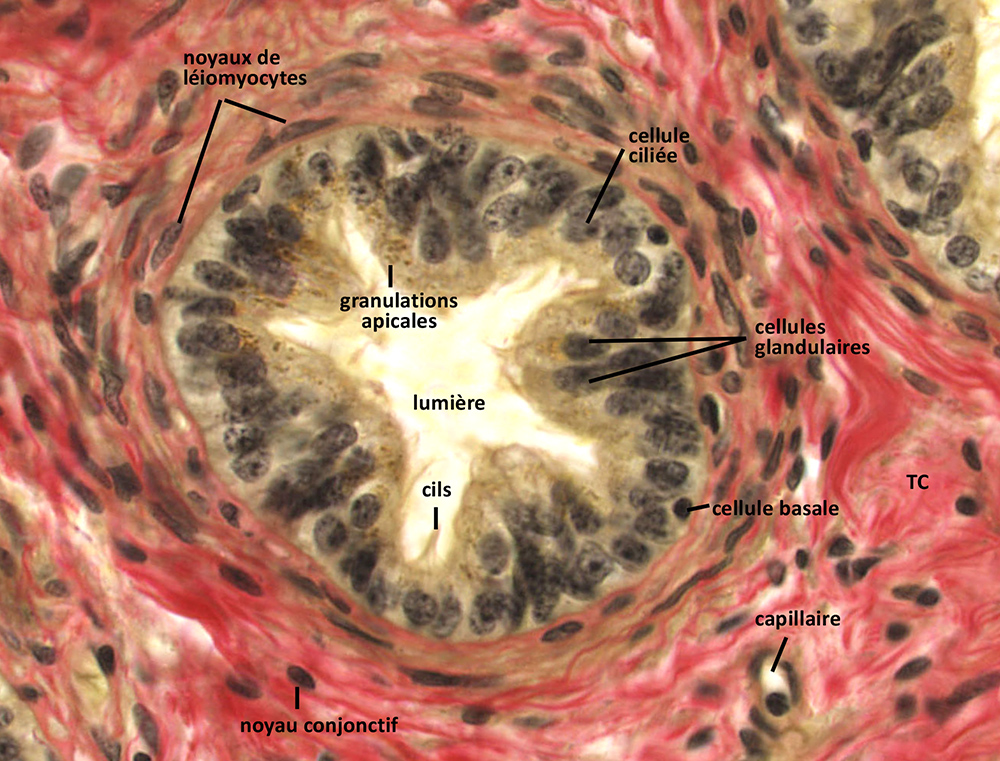 noyaux de
léiomyocytes
cellule
ciliée
granulations
apicales
cellules
glandulaires
lumière
cils
TC
cellule basale
capillaire
noyau conjonctif